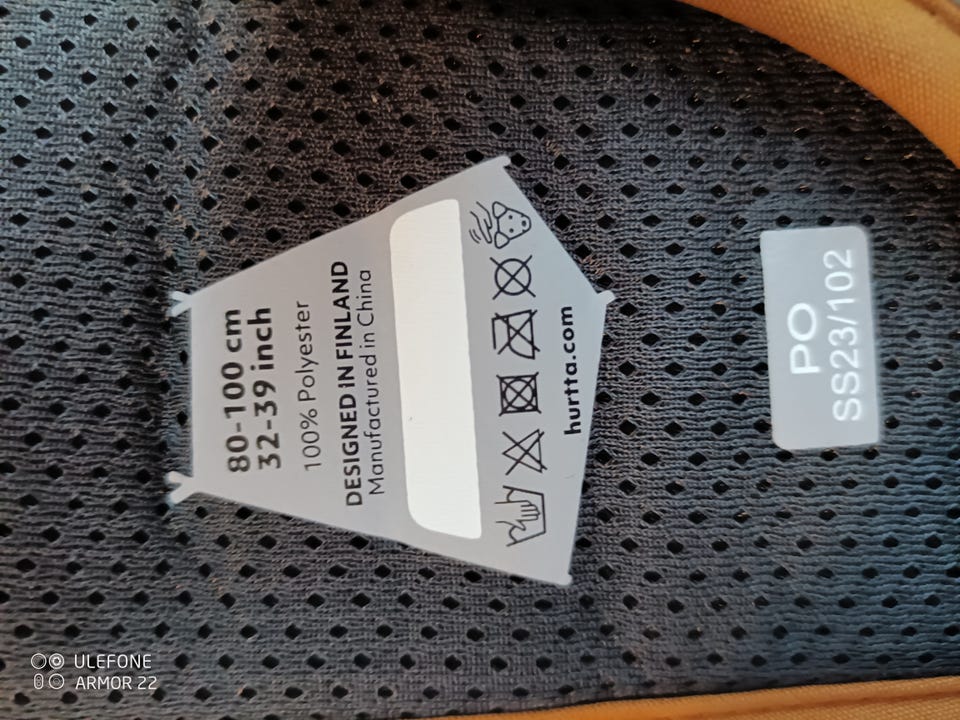 80-100 cm
32-39 inch
100% Polyester
DESIGNED IN FINLAND
Manufactured in China
hurtta.com
PO
SS23/102
ULEFONE
ARMOR 22